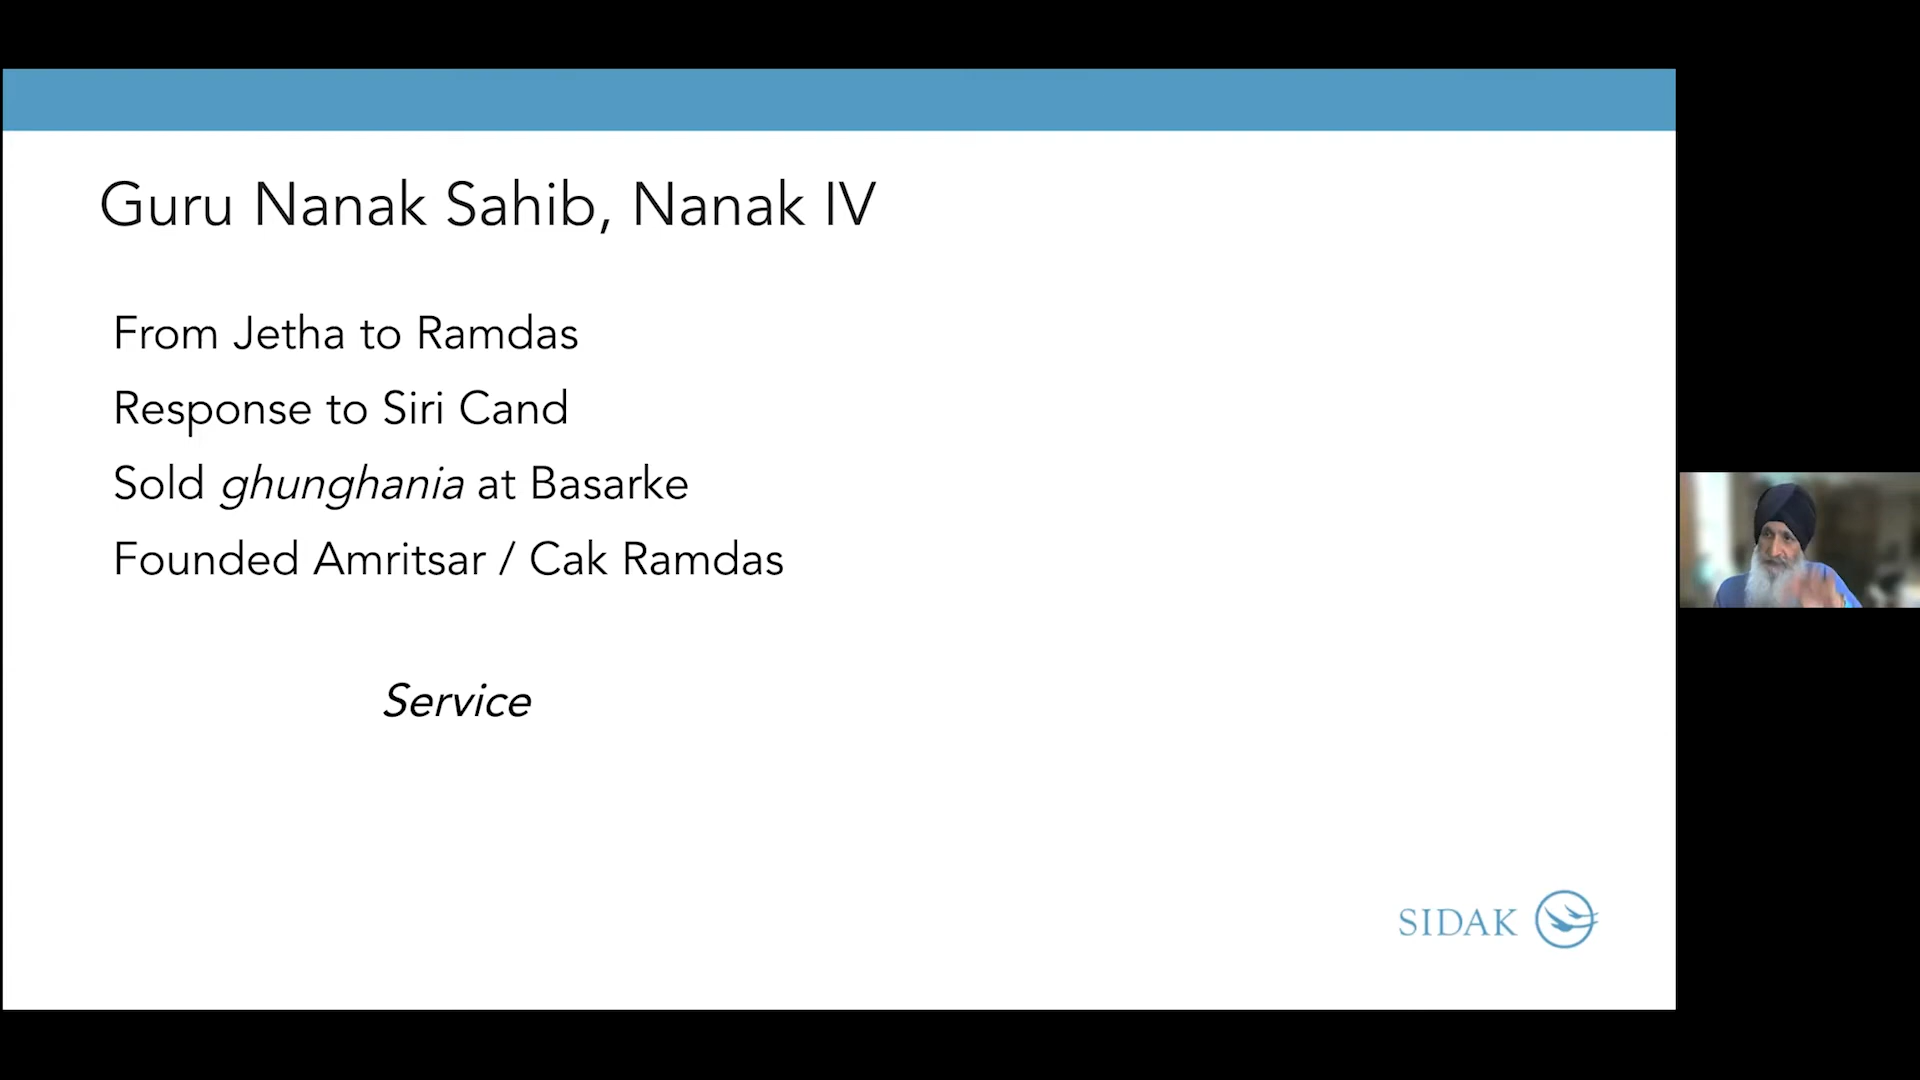 Guru Nanak Sahib, Nanak IV
From Jetha to Ramdas
Response to Siri Cand
Sold ghunghania at Basarke
Founded Amritsar / Cak Ramdas
Service
SIDAK